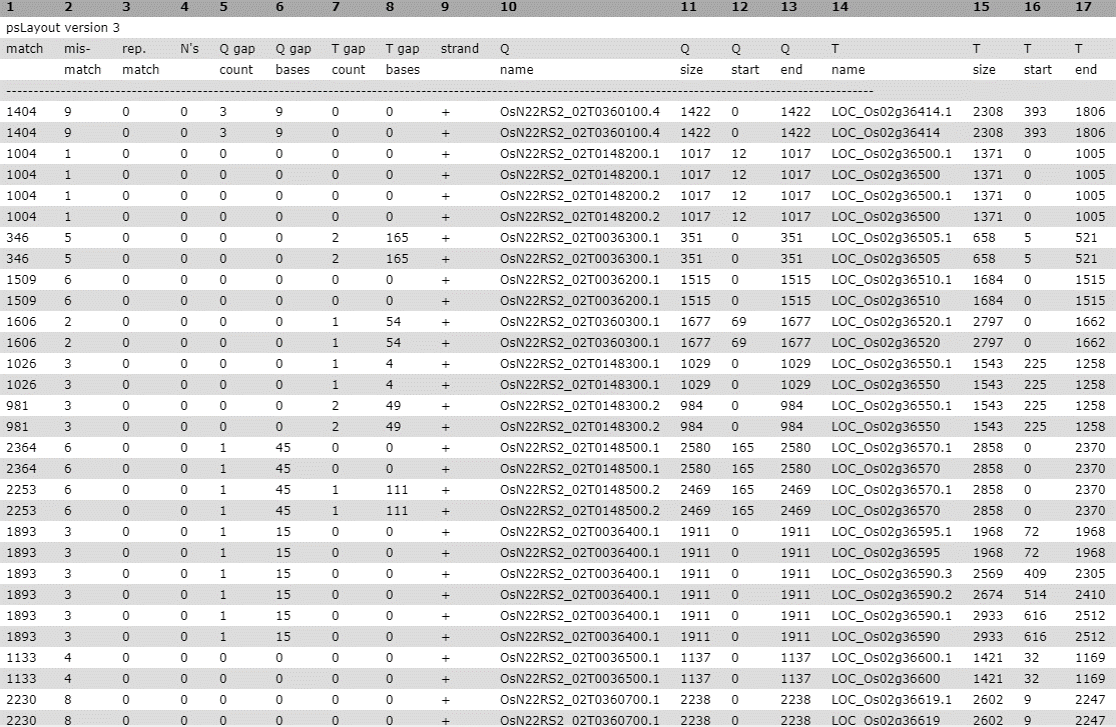 1 2 3 4 5 6 7 8 9 10 11 12 13 14 15 16 17
psLayout version 3
match mis- rep. N's Q gap Q gap T gap T gap strand Q Q Q Q T T T T
match match count bases count bases name size start end name size start end
---------------------------------------------------------------------------------------------------------------------------------------------------------------
1404 9 0 0 3 9 0 0 + OsN22RS2_02T0360100.4 1422 0 1422 LOC_Os02g36414.1 2308 393 1806
1404 9 0 0 3 9 0 0 + OsN22RS2_02T0360100.4 1422 0 1422 LOC_Os02g36414 2308 393 1806
1004 1 0 0 0 0 0 0 + OsN22RS2_02T0148200.1 1017 12 1017 LOC_Os02g36500.1 1371 0 1005
1004 1 0 0 0 0 0 0 + OsN22RS2_02T0148200.1 1017 12 1017 LOC_Os02g36500 1371 0 1005
1004 1 0 0 0 0 0 0 + OsN22RS2_02T0148200.2 1017 12 1017 LOC_Os02g36500.1 1371 0 1005
1004 1 0 0 0 0 0 0 + OsN22RS2_02T0148200.2 1017 12 1017 LOC_Os02g36500 1371 0 1005
346 5 0 0 0 0 2 165 + OsN22RS2_02T0036300.1 351 0 351 LOC_Os02g36505.1 658 5 521
346 5 0 0 0 0 2 165 + OsN22RS2_02T0036300.1 351 0 351 LOC_Os02g36505 658 5 521
1509 6 0 0 0 0 0 0 + OsN22RS2_02T0036200.1 1515 0 1515 LOC_Os02g36510.1 1684 0 1515
1509 6 0 0 0 0 0 0 + OsN22RS2_02T0036200.1 1515 0 1515 LOC_Os02g36510 1684 0 1515
1606 2 0 0 0 0 1 54 + OsN22RS2_02T0360300.1 1677 69 1677 LOC_Os02g36520.1 2797 0 1662
1606 2 0 0 0 0 1 54 + OsN22RS2_02T0360300.1 1677 69 1677 LOC_Os02g36520 2797 0 1662
1026 3 0 0 0 0 1 4 + OsN22RS2_02T0148300.1 1029 0 1029 LOC_Os02g36550.1 1543 225 1258
1026 3 0 0 0 0 1 4 + OsN22RS2_02T0148300.1 1029 0 1029 LOC_Os02g36550 1543 225 1258
981 3 0 0 0 0 2 49 + OsN22RS2_02T0148300.2 984 0 984 LOC_Os02g36550.1 1543 225 1258
981 3 0 0 0 0 2 49 + OsN22RS2_02T0148300.2 984 0 984 LOC_Os02g36550 1543 225 1258
2364 6 0 0 1 45 0 0 + OsN22RS2_02T0148500.1 2580 165 2580 LOC_Os02g36570.1 2858 0 2370
2364 6 0 0 1 45 0 0 + OsN22RS2_02T0148500.1 2580 165 2580 LOC_Os02g36570 2858 0 2370
2253 6 0 0 1 45 1 111 + OsN22RS2_02T0148500.2 2469 165 2469 LOC_Os02g36570.1 2858 0 2370
2253 6 0 0 1 45 1 111 + OsN22RS2_02T0148500.2 2469 165 2469 LOC_Os02g36570 2858 0 2370
1893 3 0 0 1 15 0 0 + OsN22RS2_02T0036400.1 1911 0 1911 LOC_Os02g36595.1 1968 72 1968
1893 3 0 0 1 15 0 0 + OsN22RS2_02T0036400.1 1911 0 1911 LOC_Os02g36595 1968 72 1968
1893 3 0 0 1 15 0 0 + OsN22RS2_02T0036400.1 1911 0 1911 LOC_Os02g36590.3 2569 409 2305
1893 3 0 0 1 15 0 0 + OsN22RS2_02T0036400.1 1911 0 1911 LOC_Os02g36590.2 2674 514 2410
1893 3 0 0 1 15 0 0 + OsN22RS2_02T0036400.1 1911 0 1911 LOC_Os02g36590.1 2933 616 2512
1893 3 0 0 1 15 0 0 + OsN22RS2_02T0036400.1 1911 0 1911 LOC_Os02g36590 2933 616 2512
1133 4 0 0 0 0 0 0 + OsN22RS2_02T0036500.1 1137 0 1137 LOC_Os02g36600.1 1421 32 1169
1133 4 0 0 0 0 0 0 + OsN22RS2_02T0036500.1 1137 0 1137 LOC_Os02g36600 1421 32 1169
2230 8 0 0 0 0 0 0 + OsN22RS2_02T0360700.1 2238 0 2238 LOC_Os02g36619.1 2602 9 2247
2230 8 0 0 0 0 0 0 + OsN22RS2_02T0360700.1 2238 0 2238 LOC_Os02g36619 2602 9 2247